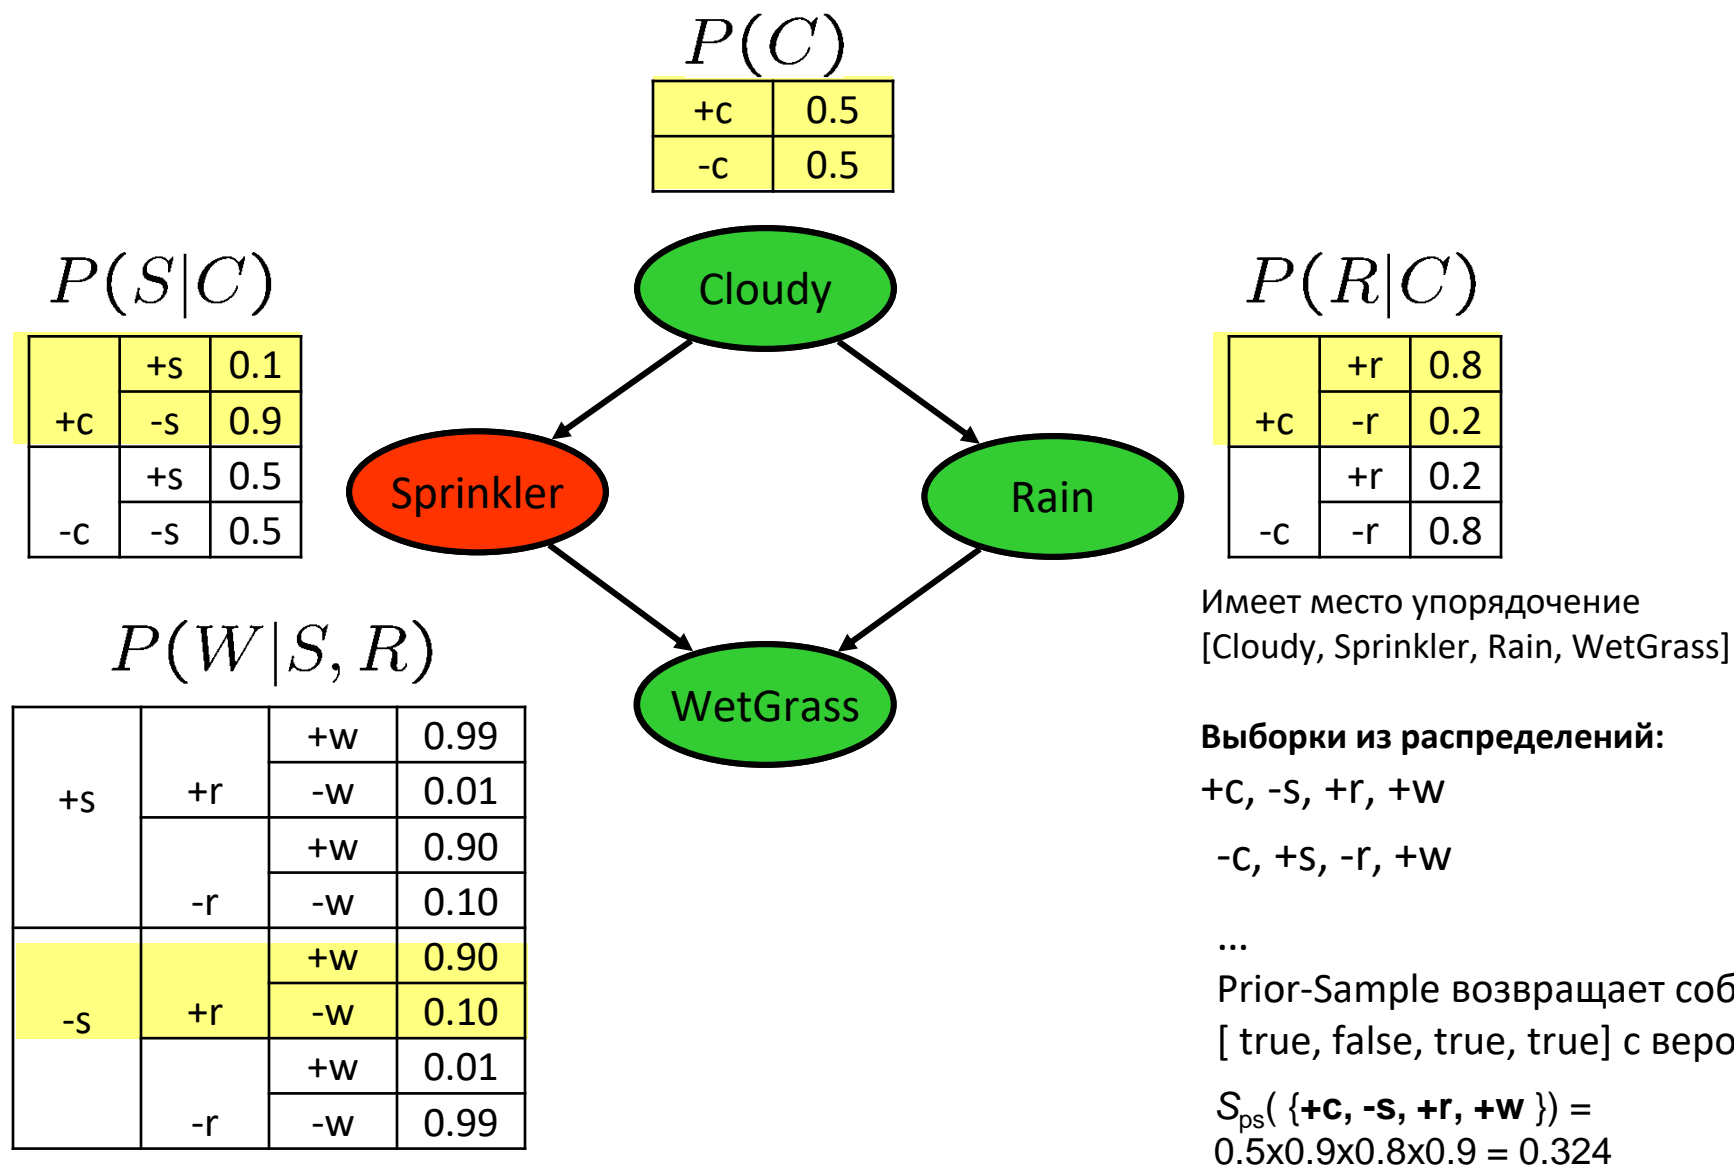 P(C)
+c 0.5
-c 0.5
P(S|C)
+s 0.1
+c -s 0.9
+s 0.5
-c -s 0.5
Cloudy
Sprinkler
Rain
WetGrass
P(R|C)
+r 0.8
+c -r 0.2
+r 0.2
-c -r 0.8
P(W|S, R)
+w 0.99
+s +r -w 0.01
+w 0.90
-r -w 0.10
+w 0.90
-s +r -w 0.10
+w 0.01
-r -w 0.99
Имеет место упорядочение
[Cloudy, Sprinkler, Rain, WetGrass]
Выборки из распределений:
+c, -s, +r, +w
-c, +s, -r, +w
...
Prior-Sample возвращает
[ true, false, true, true] с
Sps( {+c, -s, +r, +w }) =
0.5x0.9x0.8x0.9 = 0.324